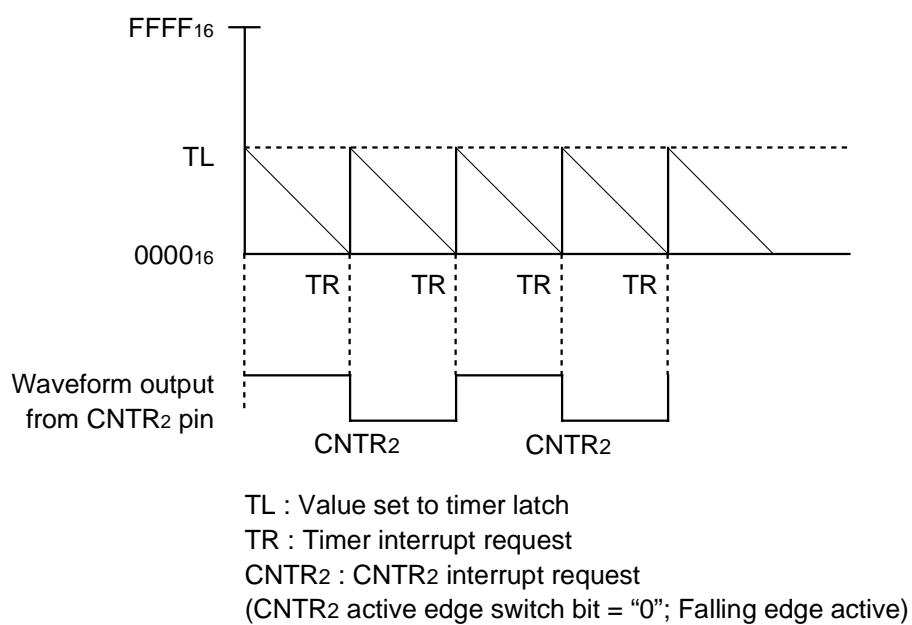 FFFF16
TL
000016
TR TR TR TR
Waveform output
from CNTR2 pin
CNTR2 CNTR2
TL : Value set to timer latch
TR : Timer interrupt request
CNTR2 : CNTR2 interrupt request
(CNTR2 active edge switch bit = “0”; Falling edge active)